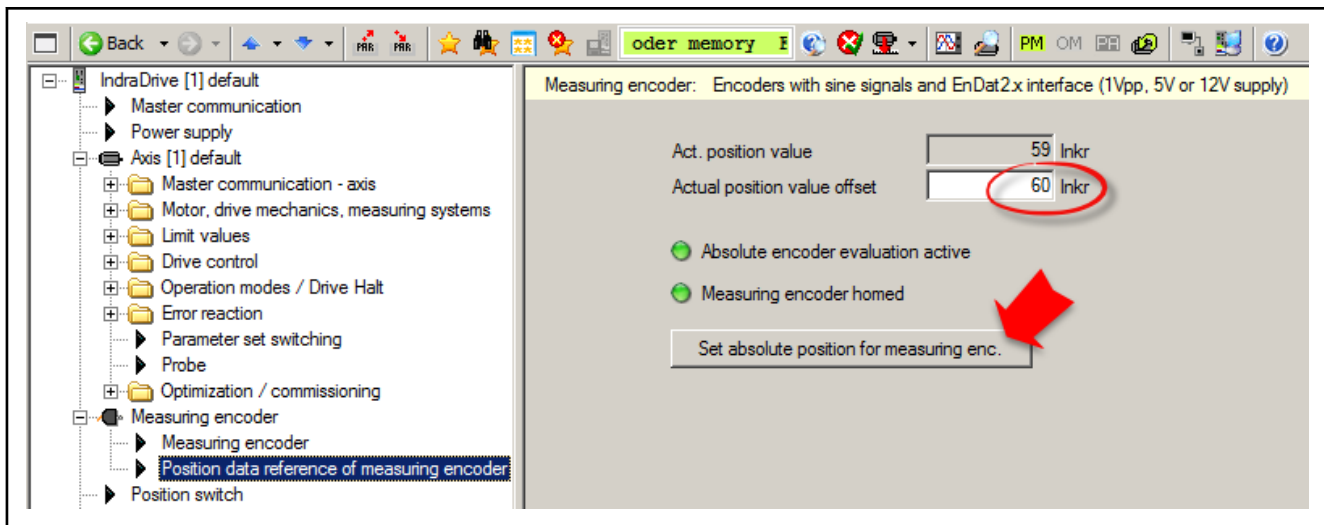 Back PAR PAR oder memory E PM OM
IndraDrive [1] default
Master communication
Power supply
Axis [1] default
Master communication - axis
Motor, drive mechanics, measuring systems
Limit values
Drive control
Operation modes / Drive Halt
Error reaction
Parameter set switching
Probe
Optimization / commissioning
Measuring encoder
Measuring encoder
Position data reference of measuring encoder
Position switch
Measuring encoder: Encoders with sine signals and EnDat2.x interface (1Vpp, 5V or 12V supply)
Act. position value 59 Inkr
Actual position value offset 60 Inkr
Absolute encoder evaluation active
Measuring encoder homed
Set absolute position for measuring enc.